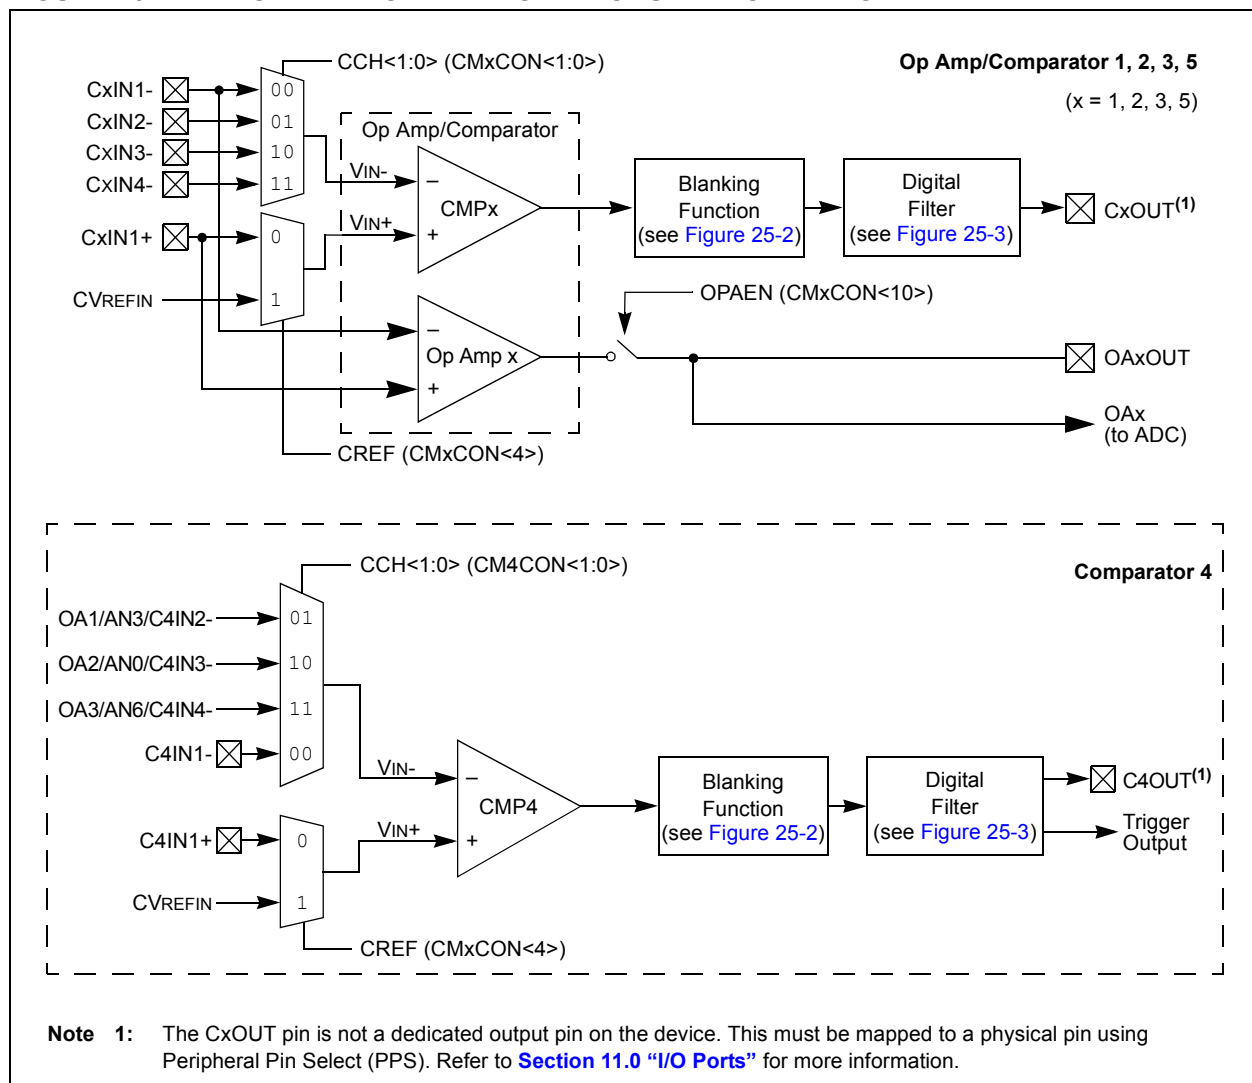 CCH<1:0> (CMxCON<1:0>)
Op Amp/Comparator 1, 2, 3, 5
(x = 1, 2, 3, 5)
CxIN1-
00
CxIN2-
01
CxIN3-
10
CxIN4-
11
Op Amp/Comparator
VIN-
–
CMPx
VIN+
+
Blanking
Function
(see Figure 25-2)
Digital
Filter
(see Figure 25-3)
CxOUT(1)
CxIN1+
0
CVREFIN
1
OPAEN (CMxCON<10>)
–
Op Amp x
+
OAxOUT
OAx
(to ADC)
CREF (CMxCON<4>)
CCH<1:0> (CM4CON<1:0>)
Comparator 4
OA1/AN3/C4IN2-
01
OA2/AN0/C4IN3-
10
OA3/AN6/C4IN4-
11
C4IN1-
00
VIN-
–
CMP4
VIN+
+
Blanking
Function
(see Figure 25-2)
Digital
Filter
(see Figure 25-3)
C4OUT(1)
Trigger
Output
C4IN1+
0
CVREFIN
1
CREF (CMxCON<4>)
Note 1: The CxOUT pin is not a dedicated output pin on the device. This must be mapped to a physical pin using
Peripheral Pin Select (PPS). Refer to Section 11.0 “I/O Ports” for more information.